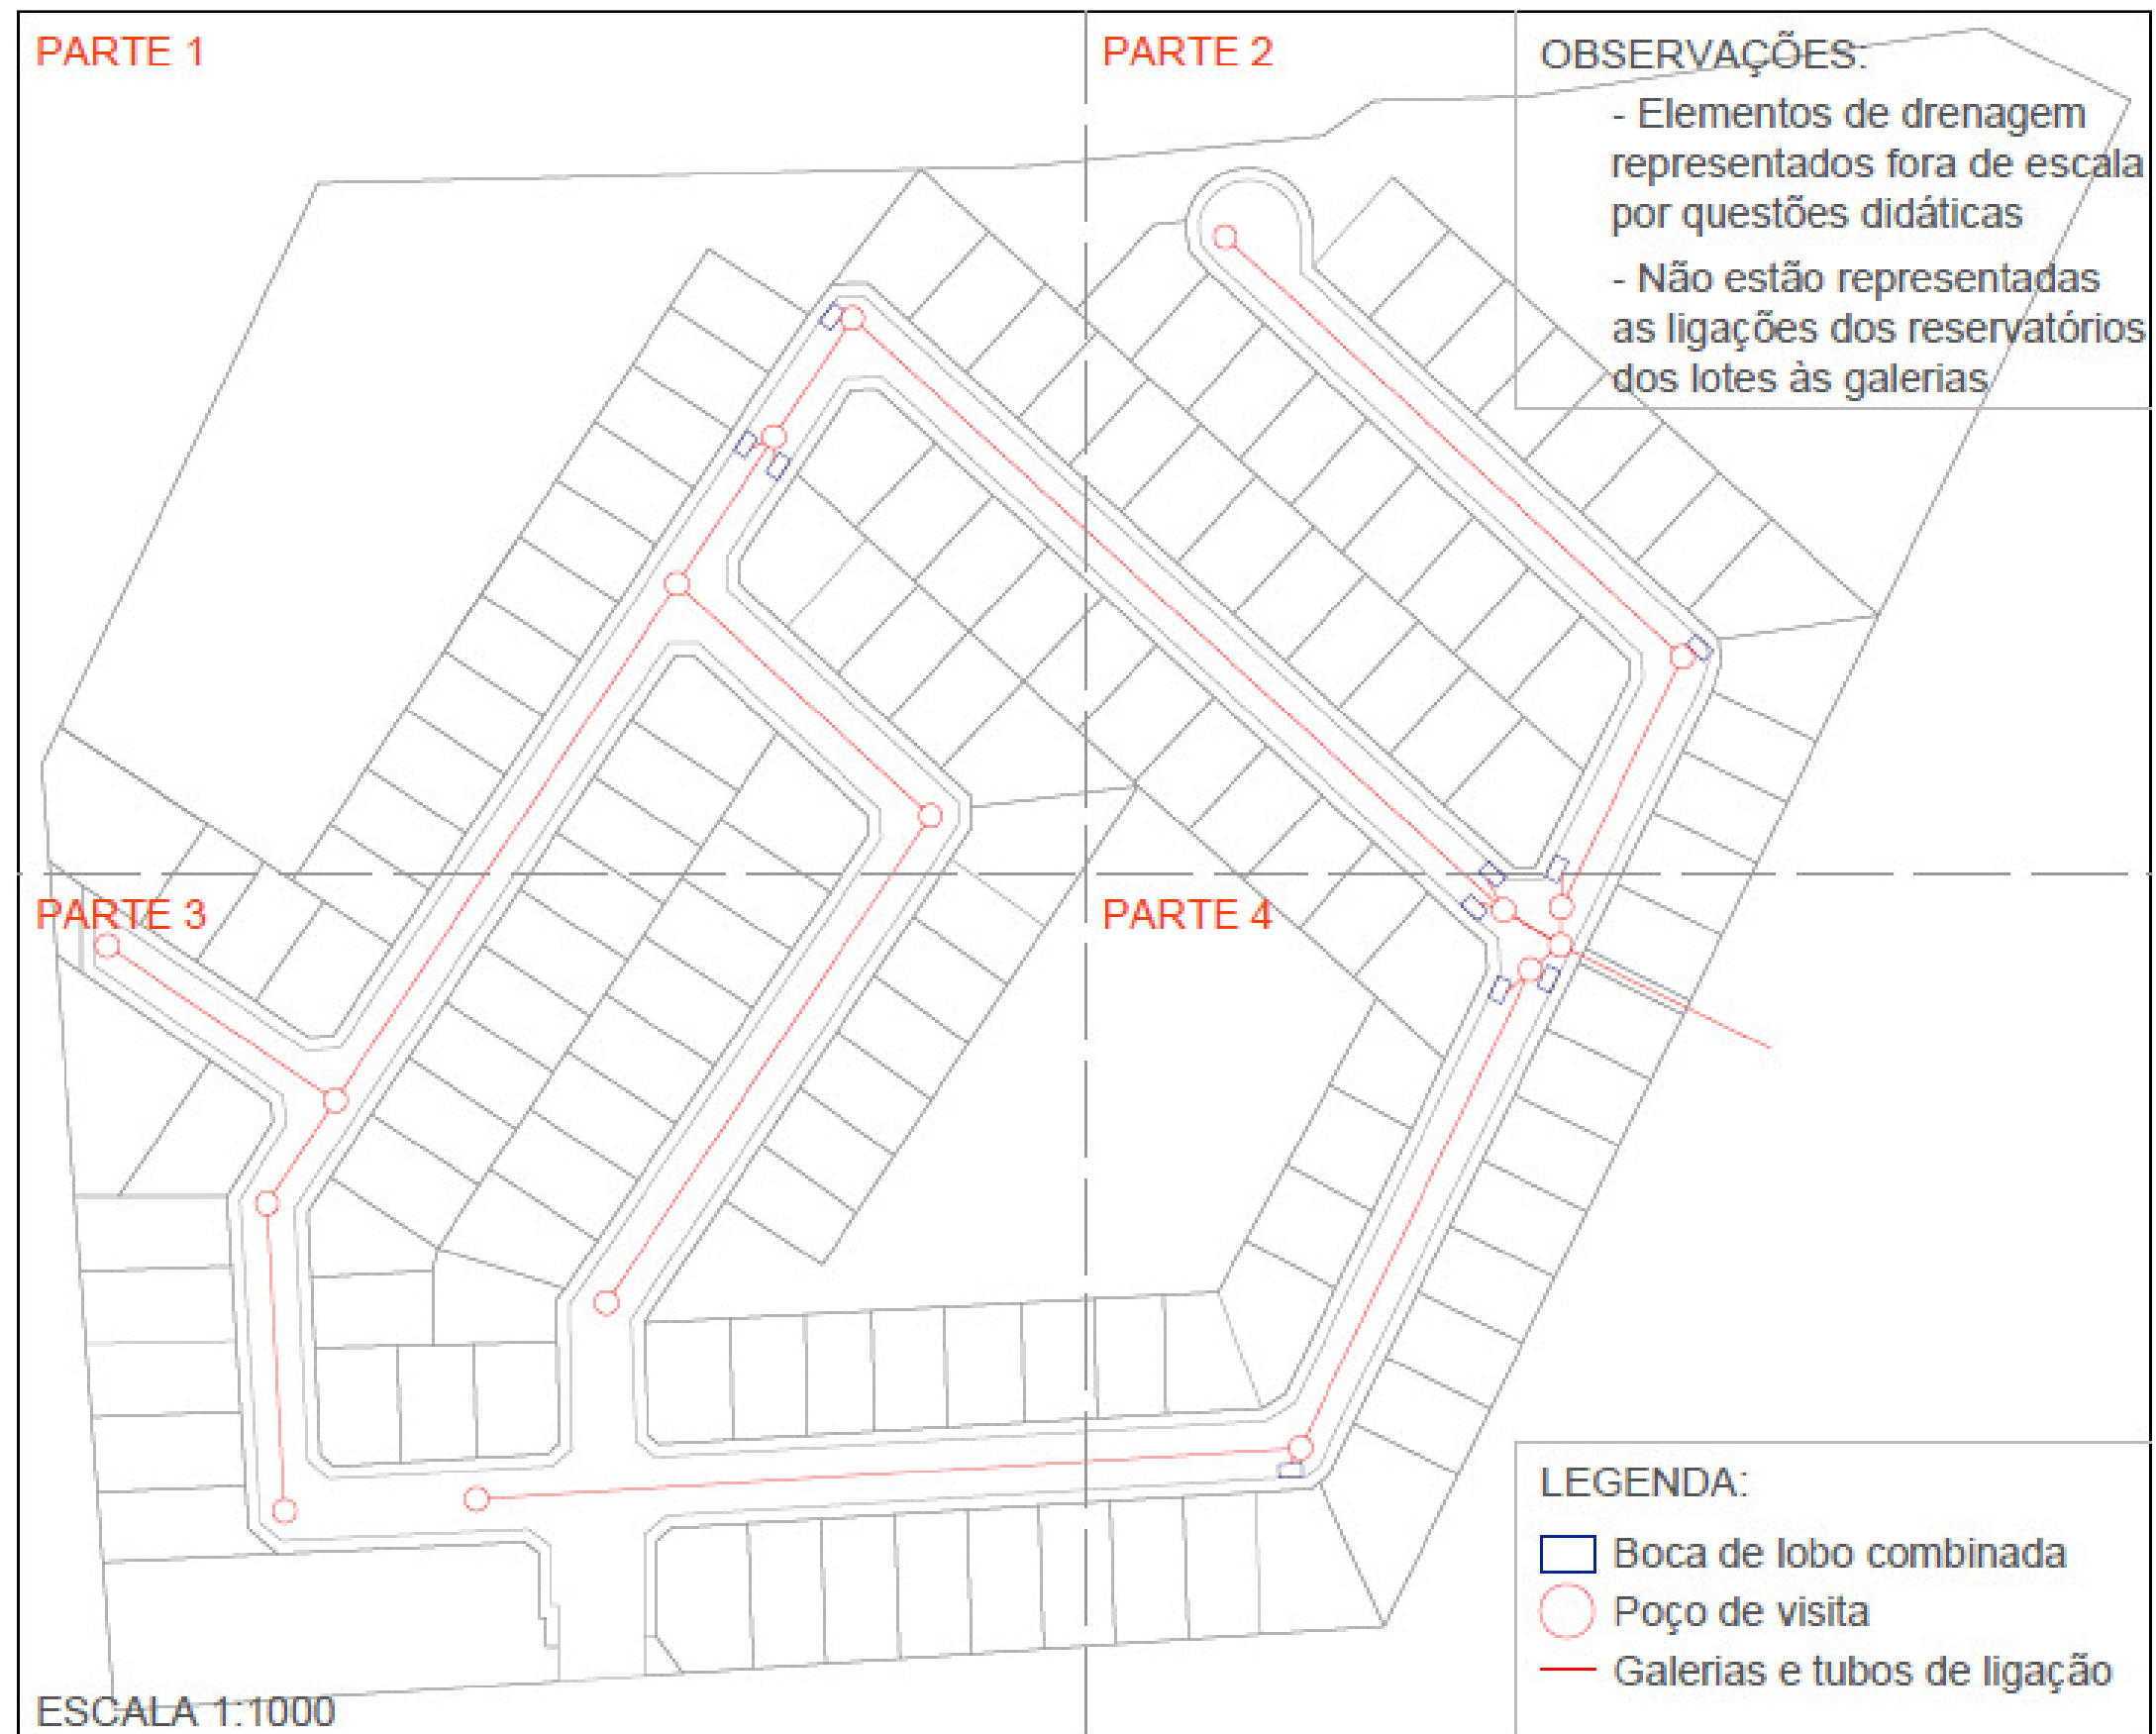 PARTE 1
PARTE 2
OBSERVAÇÕES:
- Elementos de drenagem
representados fora de escala
por questões didáticas
- Não estão representadas
as ligações dos reservatórios
dos lotes às galerias
PARTE 3
PARTE 4
LEGENDA:
Boca de lobo combinada
Poço de visita
Galerias e tubos de ligação
ESCALA 1:1000